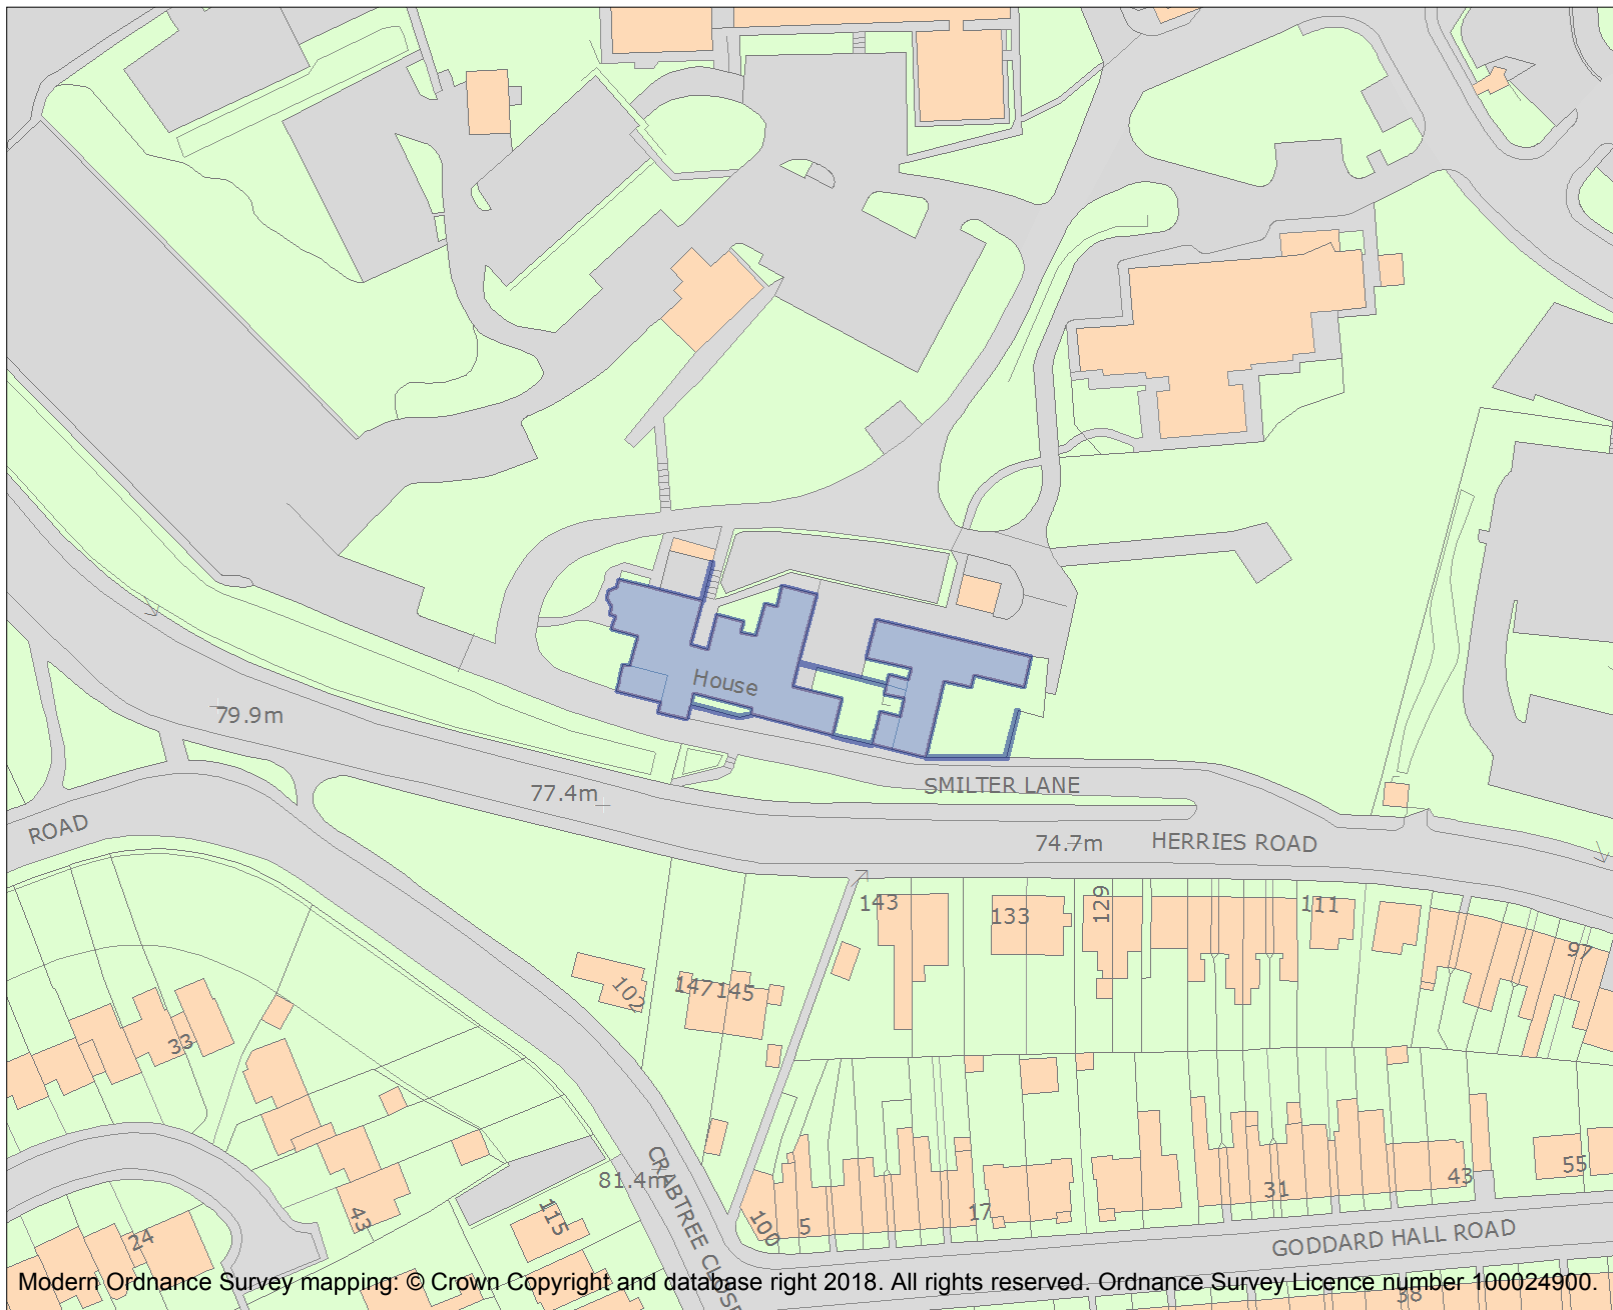 House
79.9m
77.4m
SMILTER LANE
74.7m
HERRIES ROAD
ROAD
143
133
129
111
97
102
147
145
33
43
24
115
81.4m
CRABTREE CLOSE
100
5
17
31
43
55
GODDARD HALL ROAD
38
Modern Ordnance Survey mapping: © Crown Copyright and database right 2018. All rights reserved. Ordnance Survey Licence number 100024900.